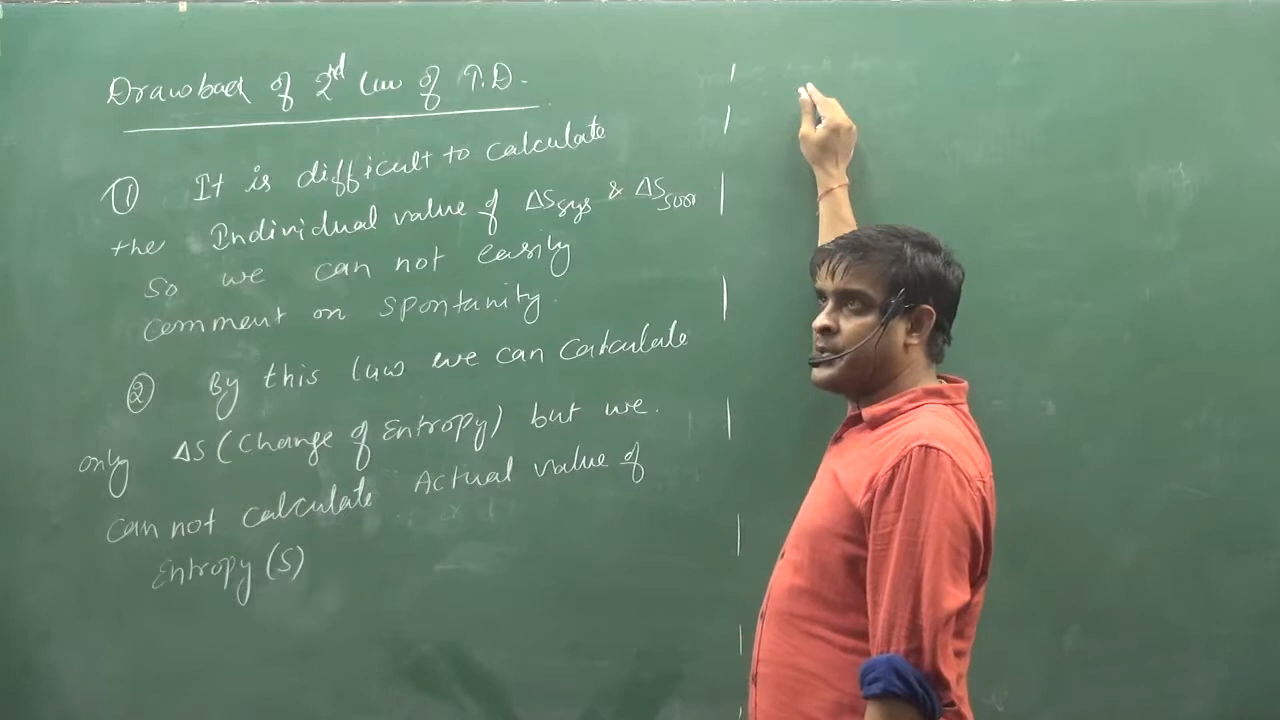 Drawback of 2nd law of T.D.
① It is difficult to calculate
the Individual value of ΔSsys & ΔSsurr
So we can not easily
comment on spontanity.
② By this law we can calculate
only ΔS (Change of Entropy) but we.
can not calculate Actual value of
Entropy (S)